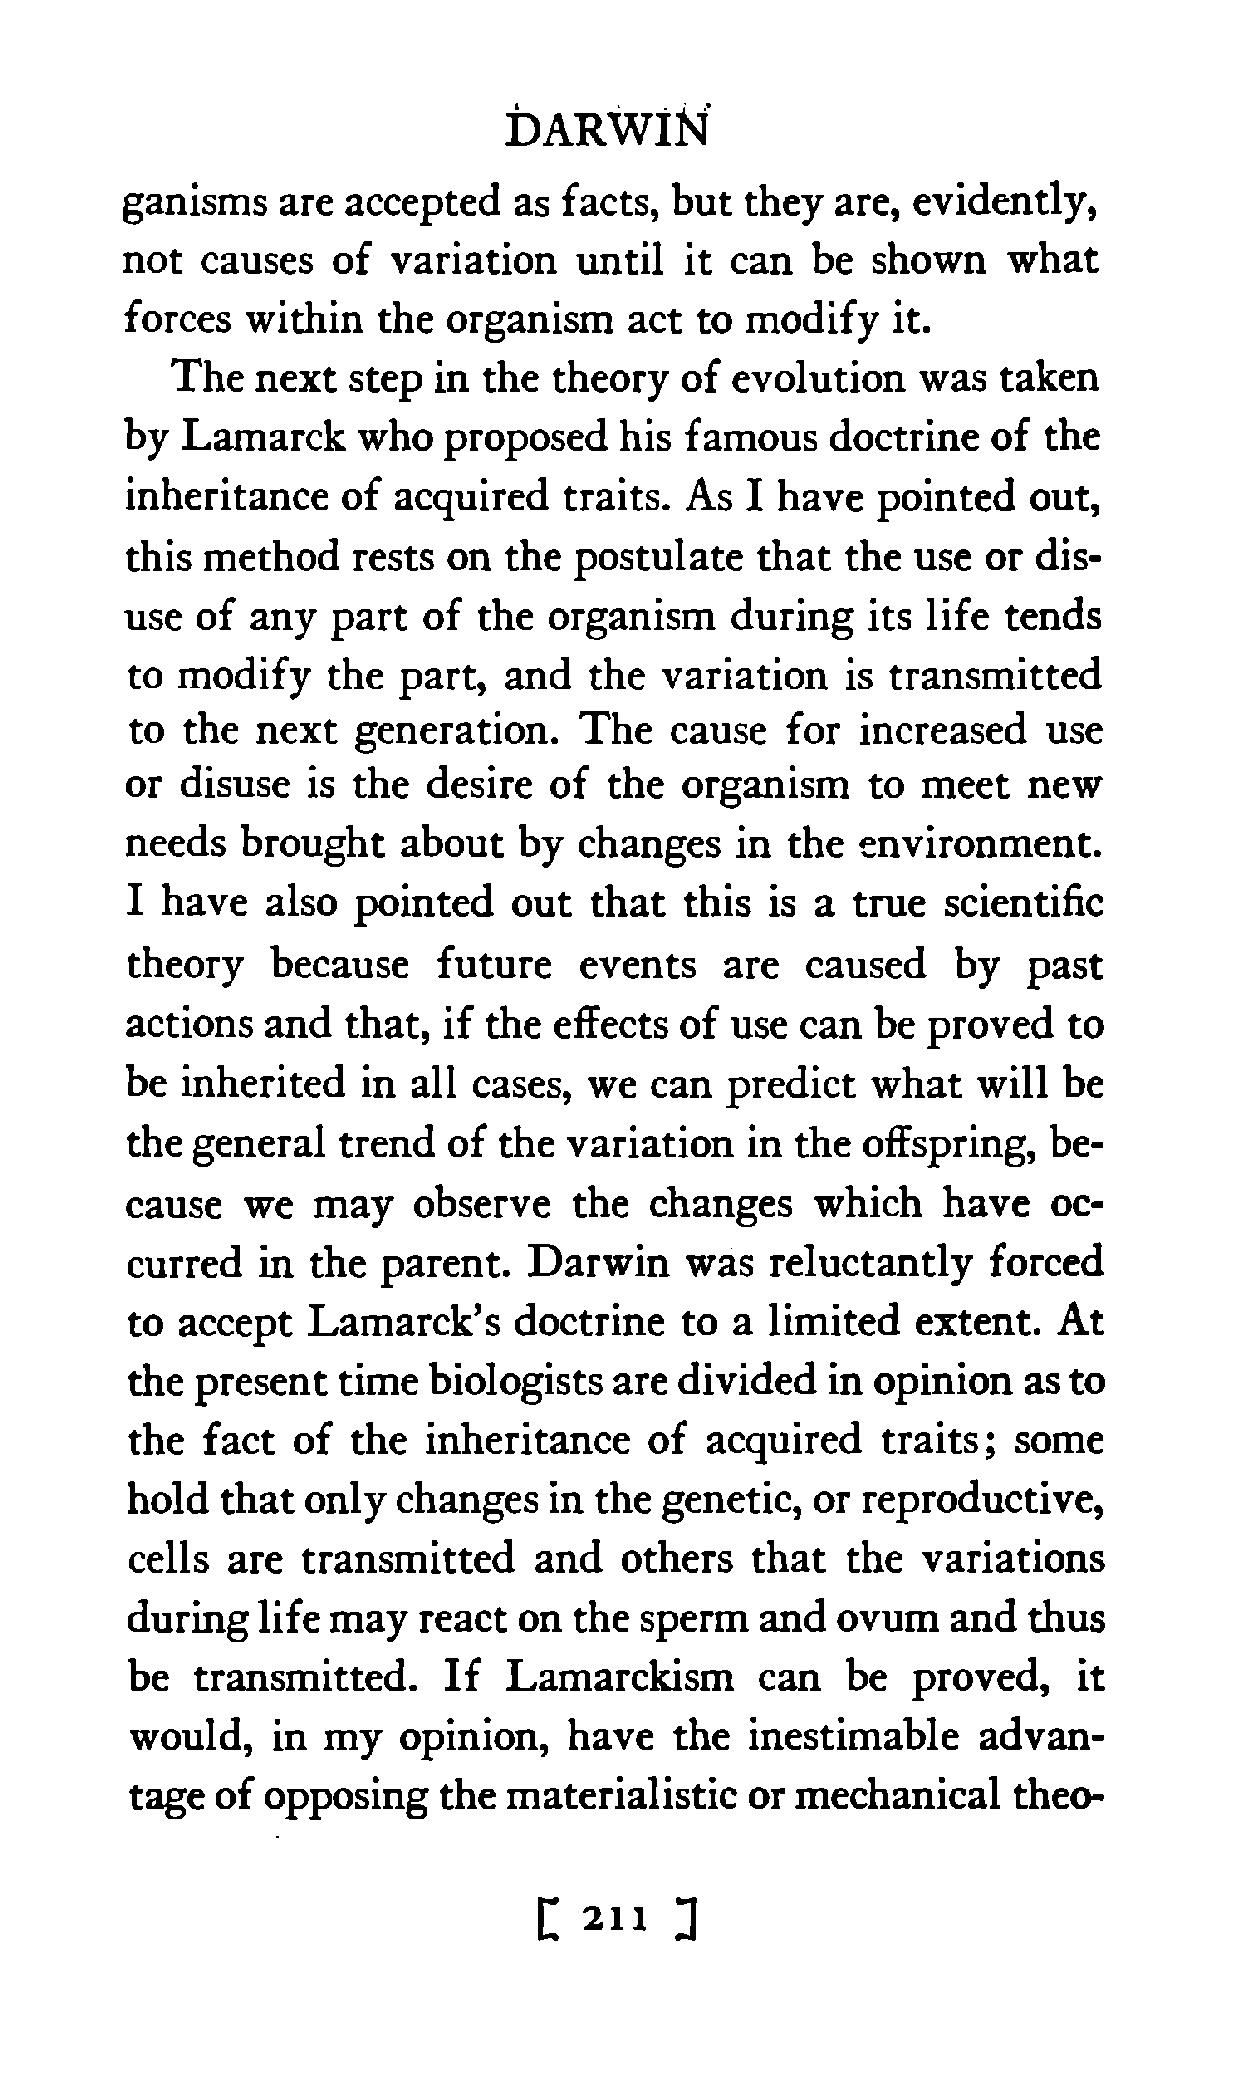 DARWIN
ganisms are accepted as facts, but they are, evidently,
not causes of variation until it can be shown what
forces within the organism act to modify it.
The next step in the theory of evolution was taken
by Lamarck who proposed his famous doctrine of the
inheritance of acquired traits. As I have pointed out,
this method rests on the postulate that the use or dis-
use of any part of the organism during its life tends
to modify the part, and the variation is transmitted
to the next generation. The cause for increased use
or disuse is the desire of the organism to meet new
needs brought about by changes in the environment.
I have also pointed out that this is a true scientific
theory because future events are caused by past
actions and that, if the effects of use can be proved to
be inherited in all cases, we can predict what will be
the general trend of the variation in the offspring, be-
cause we may observe the changes which have oc-
curred in the parent. Darwin was reluctantly forced
to accept Lamarck's doctrine to a limited extent. At
the present time biologists are divided in opinion as to
the fact of the inheritance of acquired traits; some
hold that only changes in the genetic, or reproductive,
cells are transmitted and others that the variations
during life may react on the sperm and ovum and thus
be transmitted. If Lamarckism can be proved, it
would, in my opinion, have the inestimable advan-
tage of opposing the materialistic or mechanical theo-
[ 211 ]